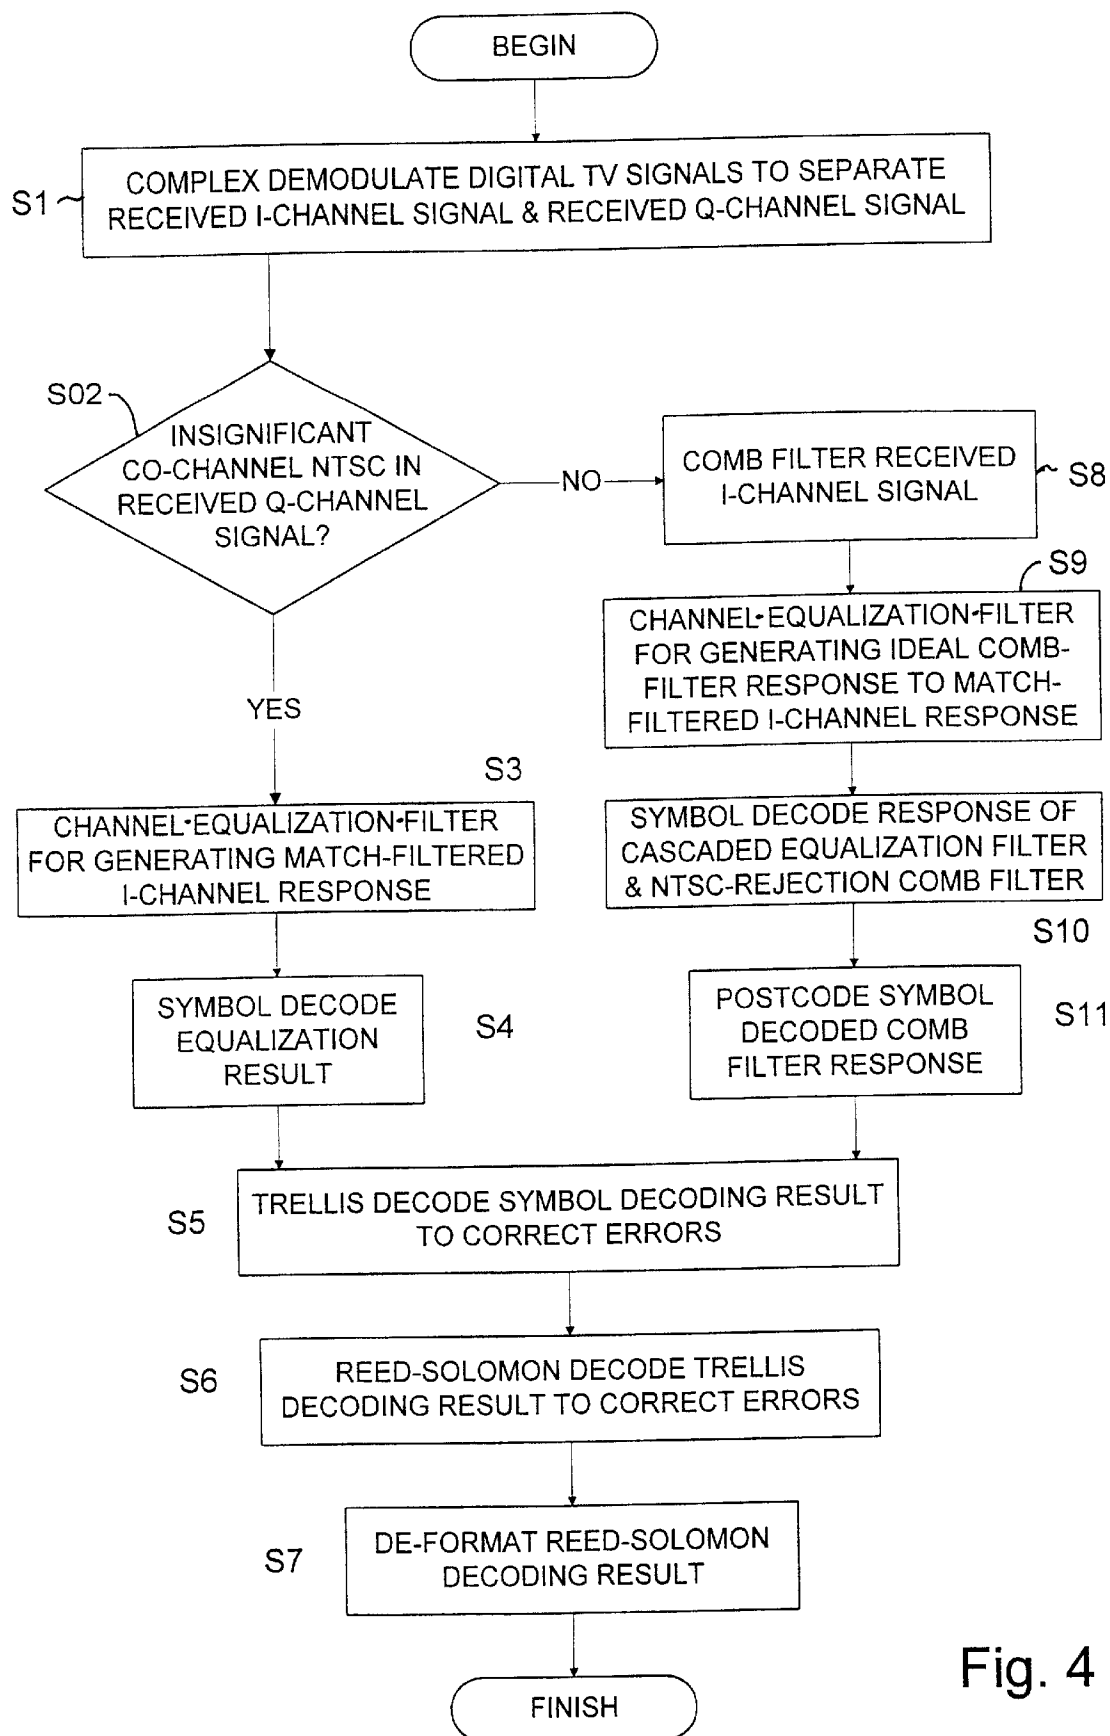 BEGIN
S1
COMPLEX DEMODULATE DIGITAL TV SIGNALS TO SEPARATE
RECEIVED I-CHANNEL SIGNAL & RECEIVED Q-CHANNEL SIGNAL
S02
INSIGNIFICANT
CO-CHANNEL NTSC IN
RECEIVED Q-CHANNEL
SIGNAL?
NO
COMB FILTER RECEIVED
I-CHANNEL SIGNAL
S8
S9
CHANNEL-EQUALIZATION-FILTER
FOR GENERATING IDEAL COMB-
FILTER RESPONSE TO MATCH-
FILTERED I-CHANNEL RESPONSE
YES
S3
CHANNEL-EQUALIZATION-FILTER
FOR GENERATING MATCH-FILTERED
I-CHANNEL RESPONSE
SYMBOL DECODE RESPONSE OF
CASCADED EQUALIZATION FILTER
& NTSC-REJECTION COMB FILTER
S10
SYMBOL DECODE
EQUALIZATION
RESULT
S4
POSTCODE SYMBOL
DECODED COMB
FILTER RESPONSE
S11
S5
TRELLIS DECODE SYMBOL DECODING RESULT
TO CORRECT ERRORS
S6
REED-SOLOMON DECODE TRELLIS
DECODING RESULT TO CORRECT ERRORS
S7
DE-FORMAT REED-SOLOMON
DECODING RESULT
FINISH
Fig. 4